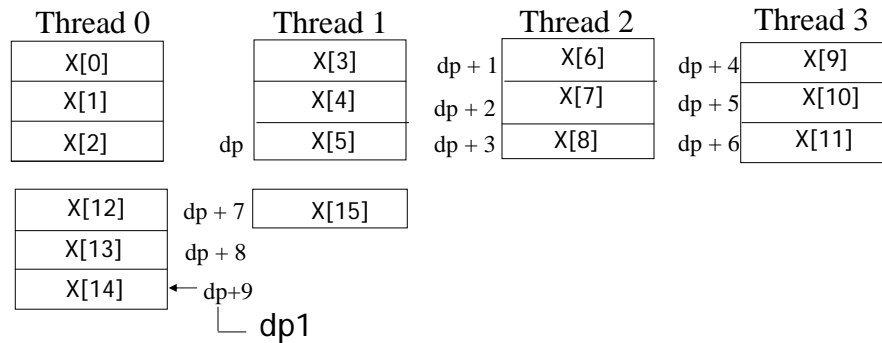 Thread 0 Thread 1 Thread 2 Thread 3
X[0] X[3] dp + 1 X[6] dp + 4 X[9]
X[1] X[4] dp + 2 X[7] dp + 5 X[10]
X[2] dp X[5] dp + 3 X[8] dp + 6 X[11]
X[12] dp + 7 X[15]
X[13] dp + 8
X[14] dp+9
dp1